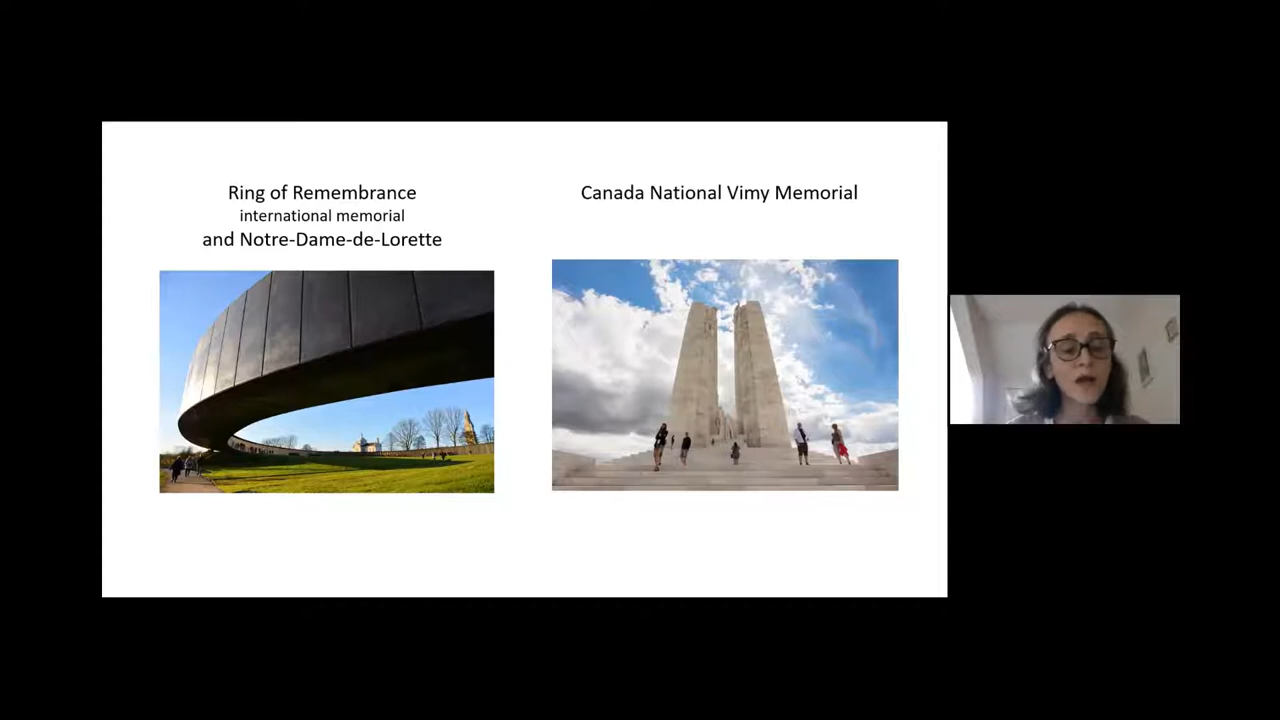 Ring of Remembrance
international memorial
and Notre-Dame-de-Lorette
Canada National Vimy Memorial